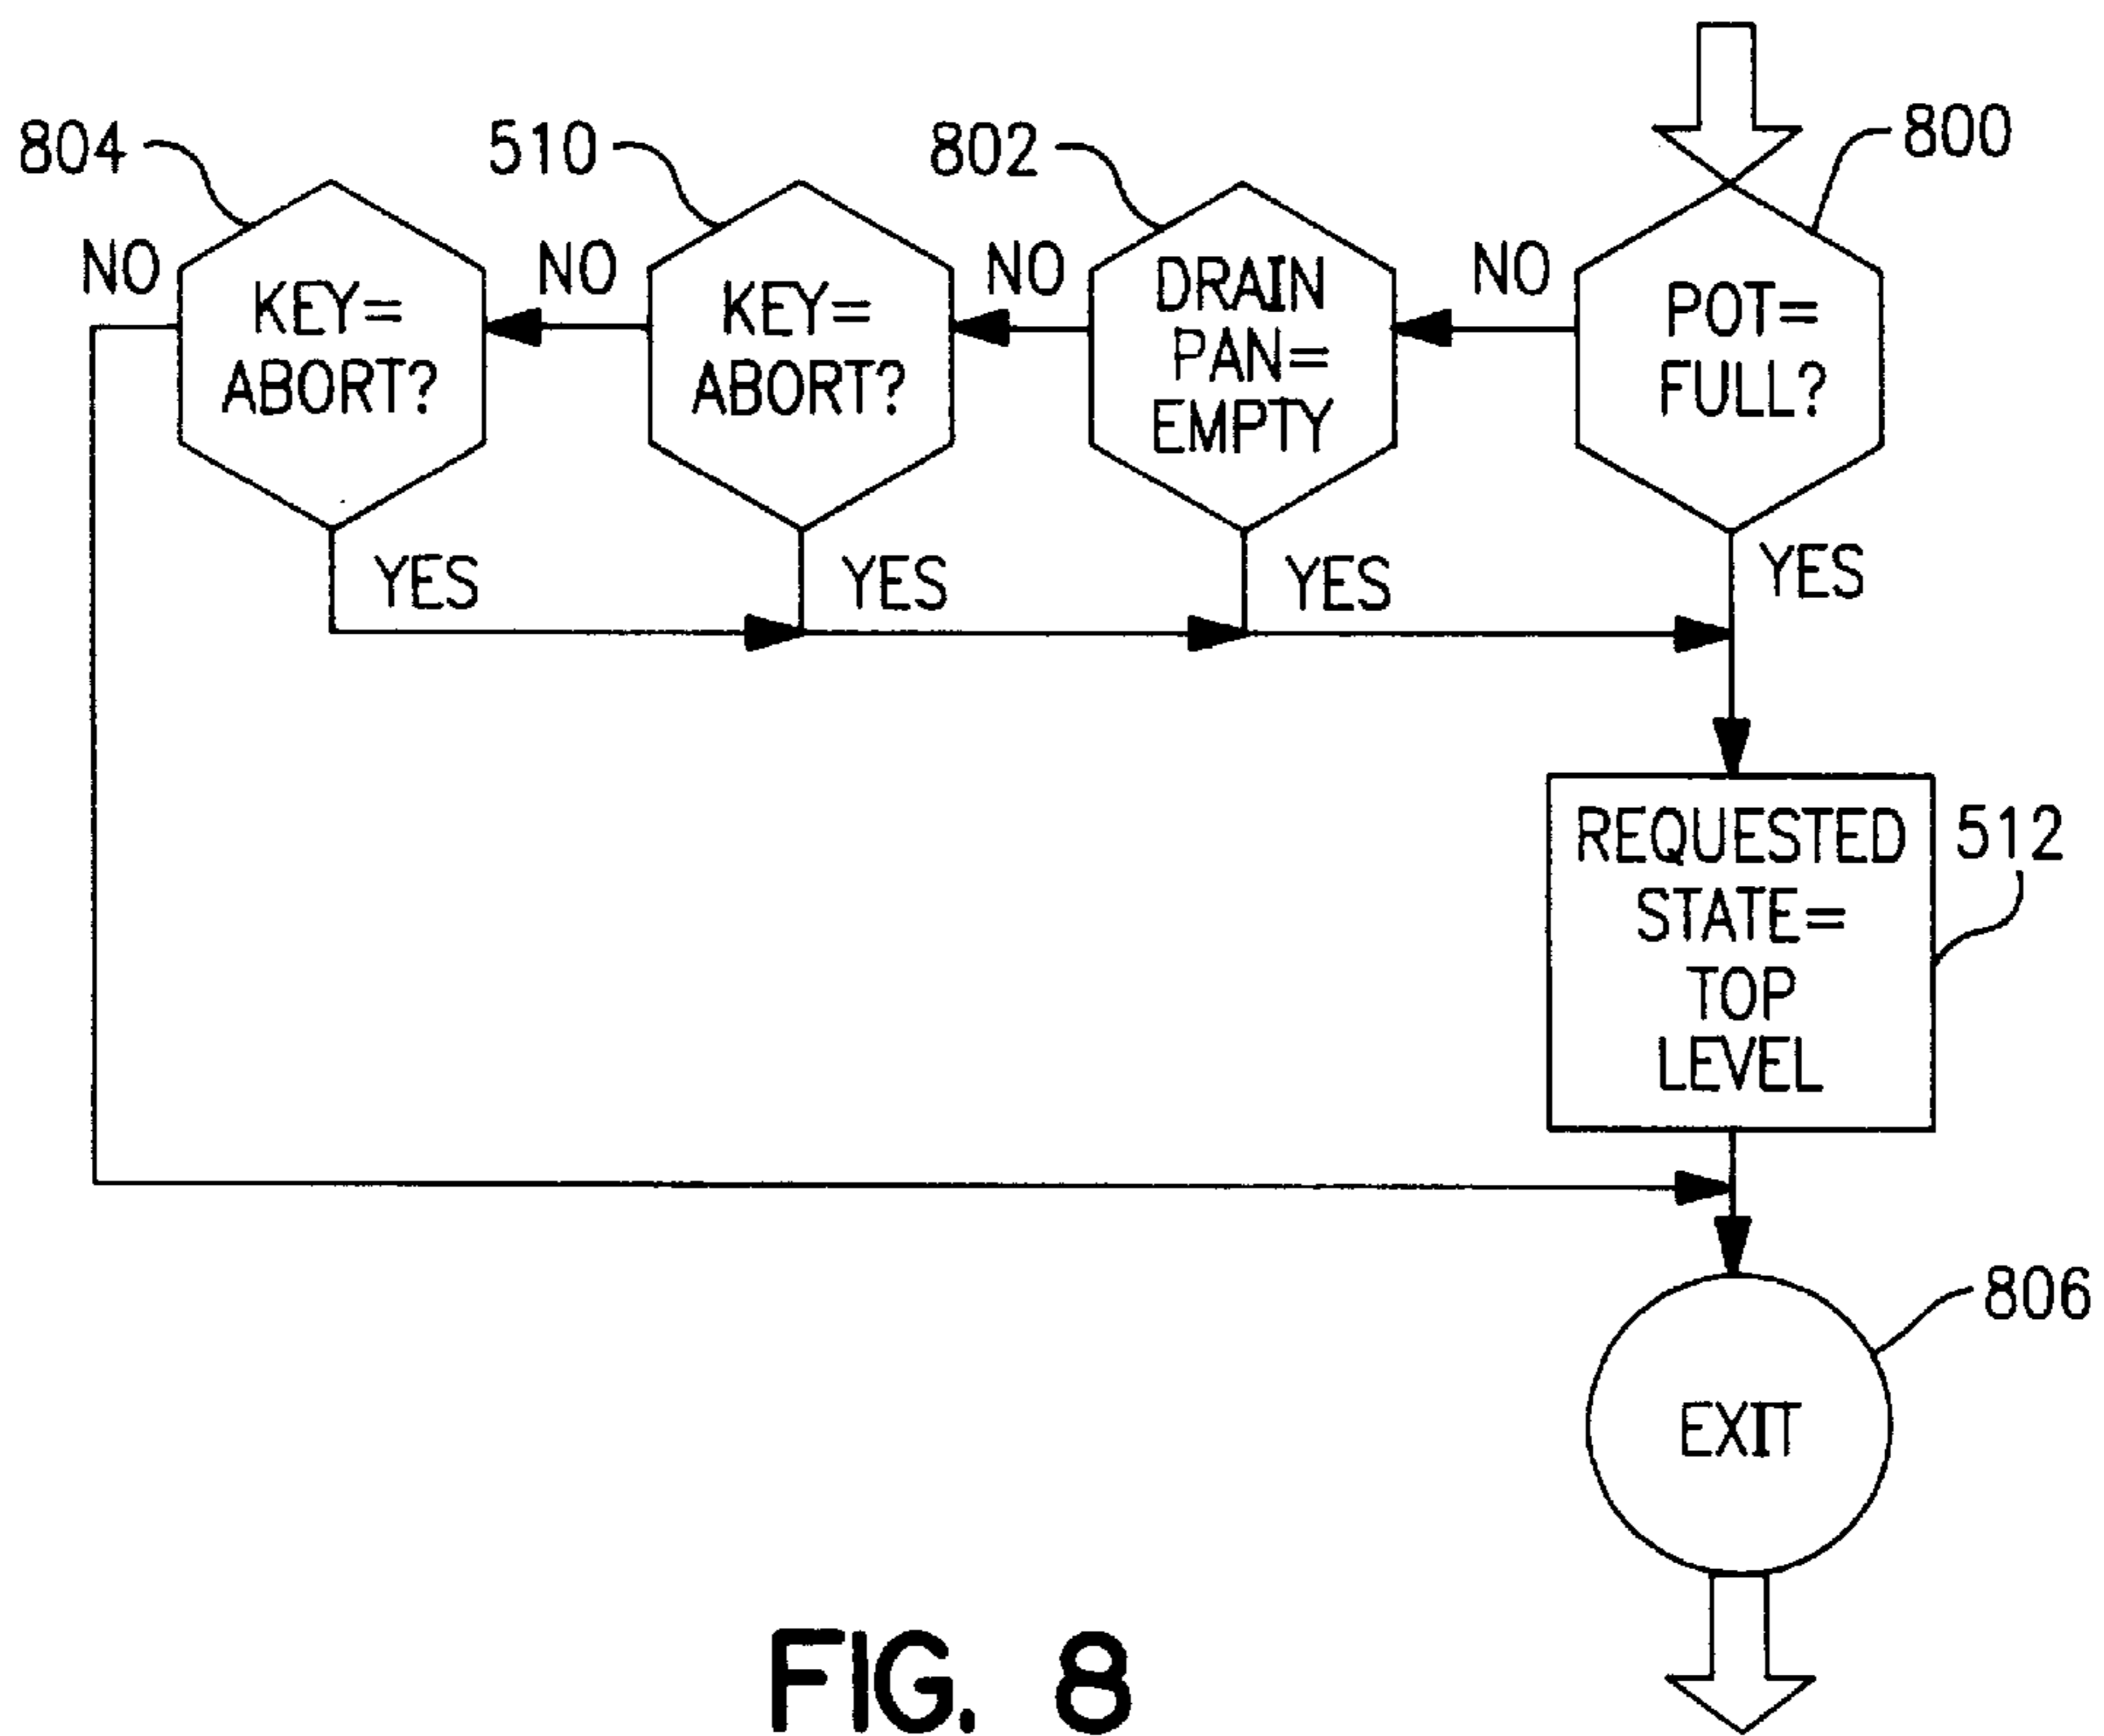 804
510
802
800
NO
KEY=
ABORT?
YES
NO
KEY=
ABORT?
YES
NO
DRAIN
PAN=
EMPTY
YES
NO
POT=
FULL?
YES
REQUESTED
STATE=
TOP
LEVEL
512
806
EXIT
FIG. 8